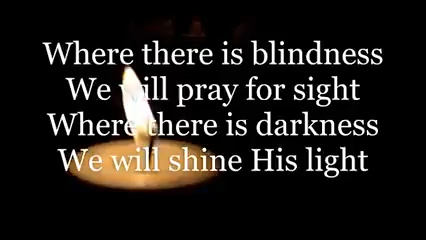 Where there is blindness
We will pray for sight
Where there is darkness
We will shine His light